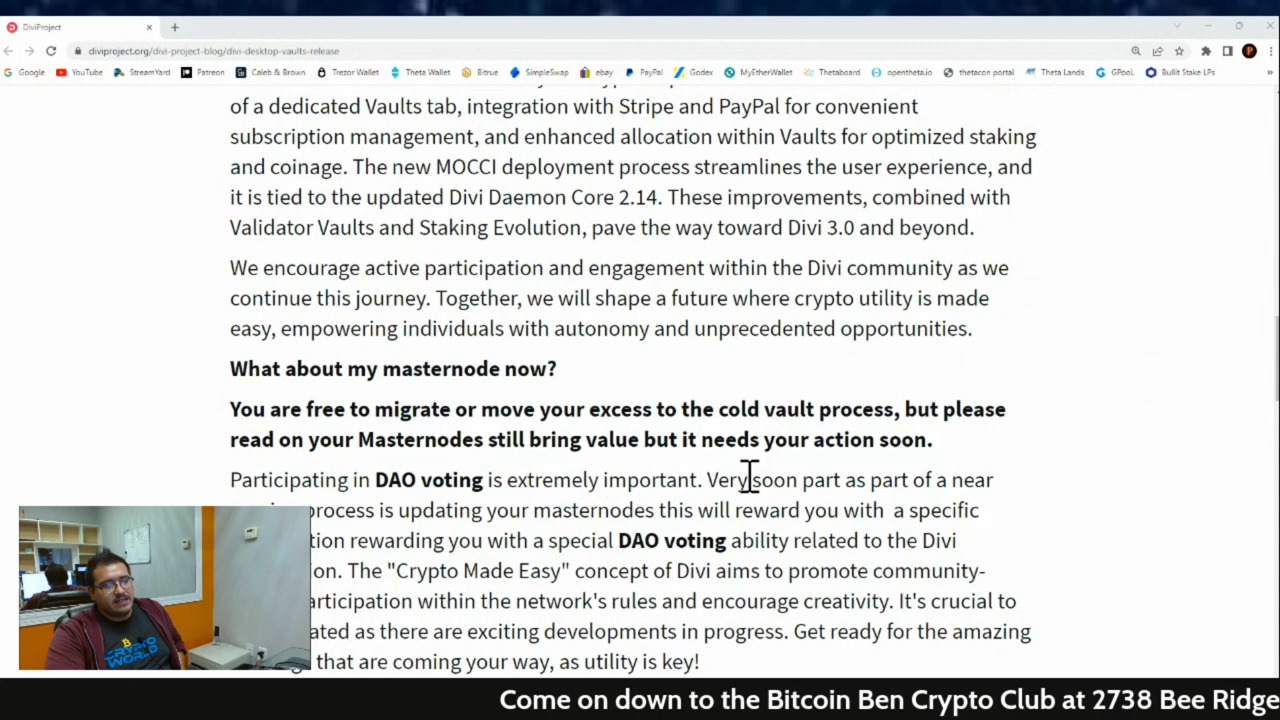 DiviProject
diviproject.org/divi-project-blog/divi-desktop-vaults-release
Google YouTube StreamYard Patreon Caleb & Brown Trezor Wallet Theta Wallet Bitrue SimpleSwap ebay PayPal Godex MyEtherWallet Thetaboard opentheta.io thetacon portal Theta Lands GPooL Bullit Stake LPs
of a dedicated Vaults tab, integration with Stripe and PayPal for convenient
subscription management, and enhanced allocation within Vaults for optimized staking
and coinage. The new MOCCI deployment process streamlines the user experience, and
it is tied to the updated Divi Daemon Core 2.14. These improvements, combined with
Validator Vaults and Staking Evolution, pave the way toward Divi 3.0 and beyond.
We encourage active participation and engagement within the Divi community as we
continue this journey. Together, we will shape a future where crypto utility is made
easy, empowering individuals with autonomy and unprecedented opportunities.
What about my masternode now?
You are free to migrate or move your excess to the cold vault process, but please
read on your Masternodes still bring value but it needs your action soon.
Participating in DAO voting is extremely important. Very soon part as part of a near
process is updating your masternodes this will reward you with a specific
tion rewarding you with a special DAO voting ability related to the Divi
on. The "Crypto Made Easy" concept of Divi aims to promote community-
articipation within the network's rules and encourage creativity. It's crucial to
ated as there are exciting developments in progress. Get ready for the amazing
that are coming your way, as utility is key!
CRYPTO
WORLD
Come on down to the Bitcoin Ben Crypto Club at 2738 Bee Ridge